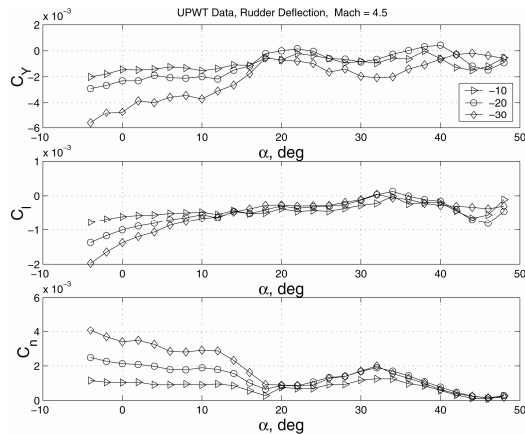 UPWT Data, Rudder Deflection, Mach = 4.5
x 10⁻³
2
0
−2
−4
−6
C_Y
−10
−20
−30
−10 0 10 20 30 40 50
α, deg
x 10⁻³
1
0
−1
−2
C_l
−10 0 10 20 30 40 50
α, deg
x 10⁻³
6
4
2
0
C_n
−10 0 10 20 30 40 50
α, deg